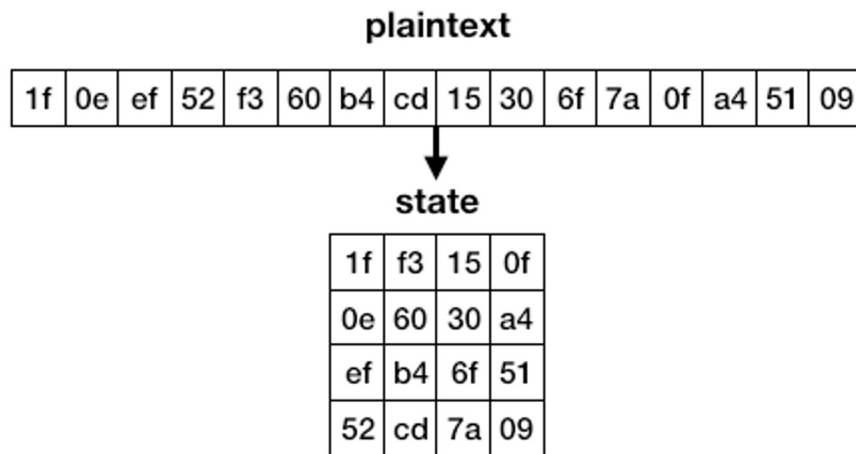 plaintext
1f 0e ef 52 f3 60 b4 cd 15 30 6f 7a 0f a4 51 09
state
1f f3 15 0f
0e 60 30 a4
ef b4 6f 51
52 cd 7a 09